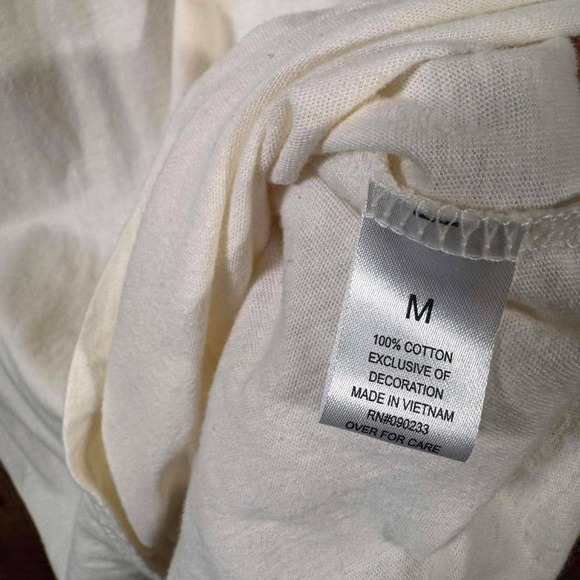 M
100% COTTON
EXCLUSIVE OF
DECORATION
MADE IN VIETNAM
RN#090233
OVER FOR CARE